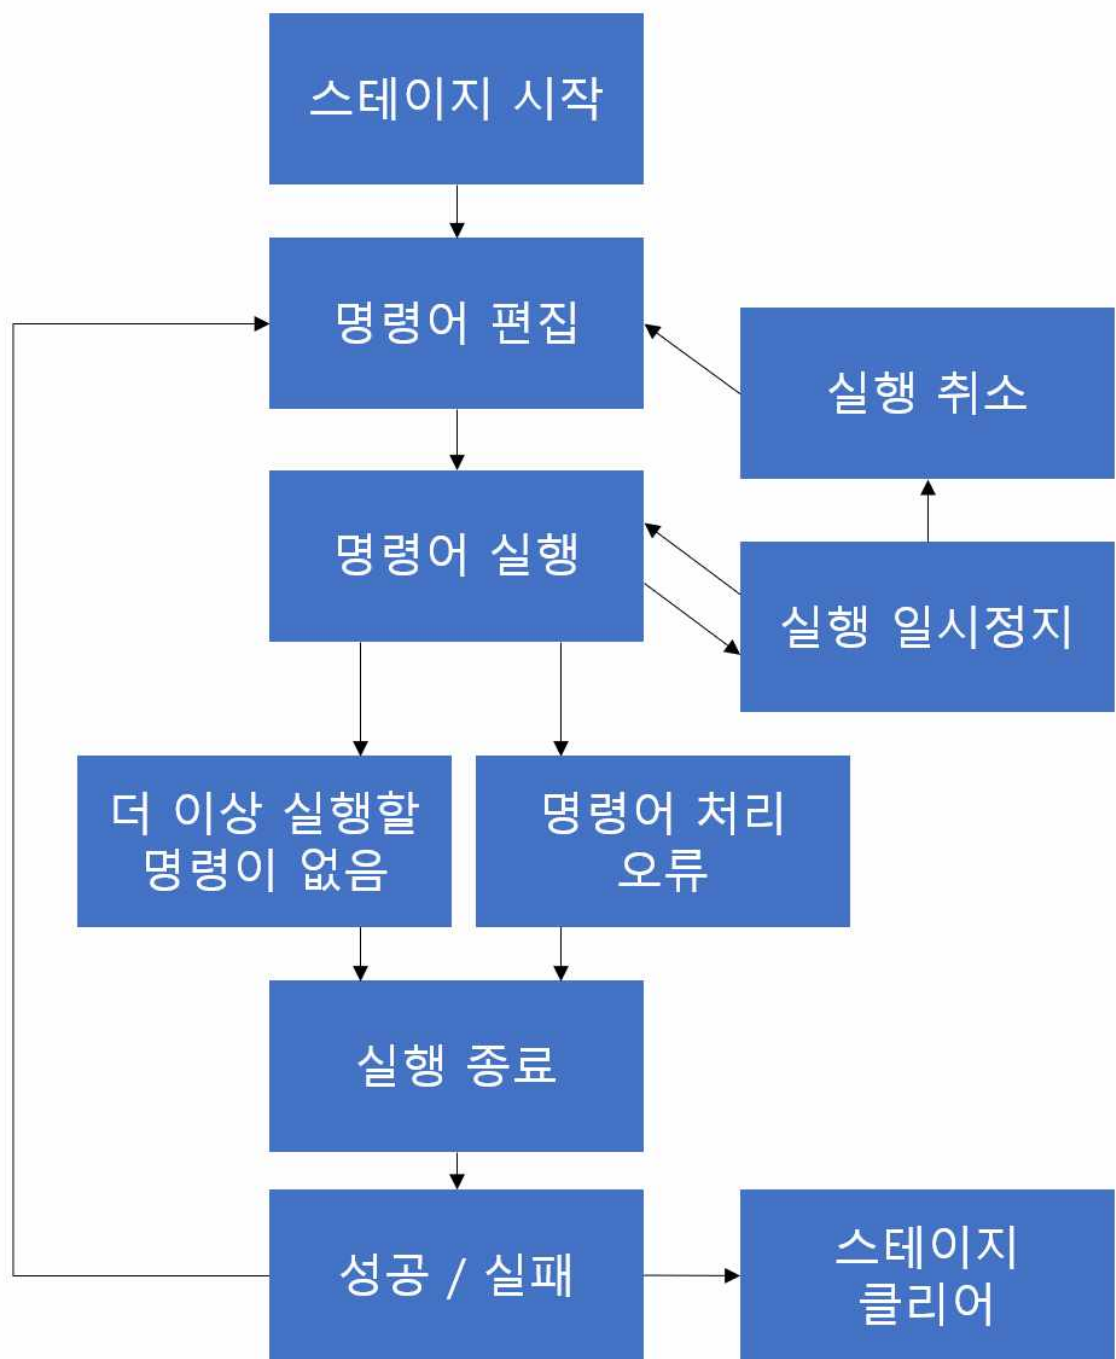 스테이지 시작
명령어 편집
실행 취소
명령어 실행
실행 일시정지
더 이상 실행할
명령이 없음
명령어 처리
오류
실행 종료
성공 / 실패
스테이지
클리어